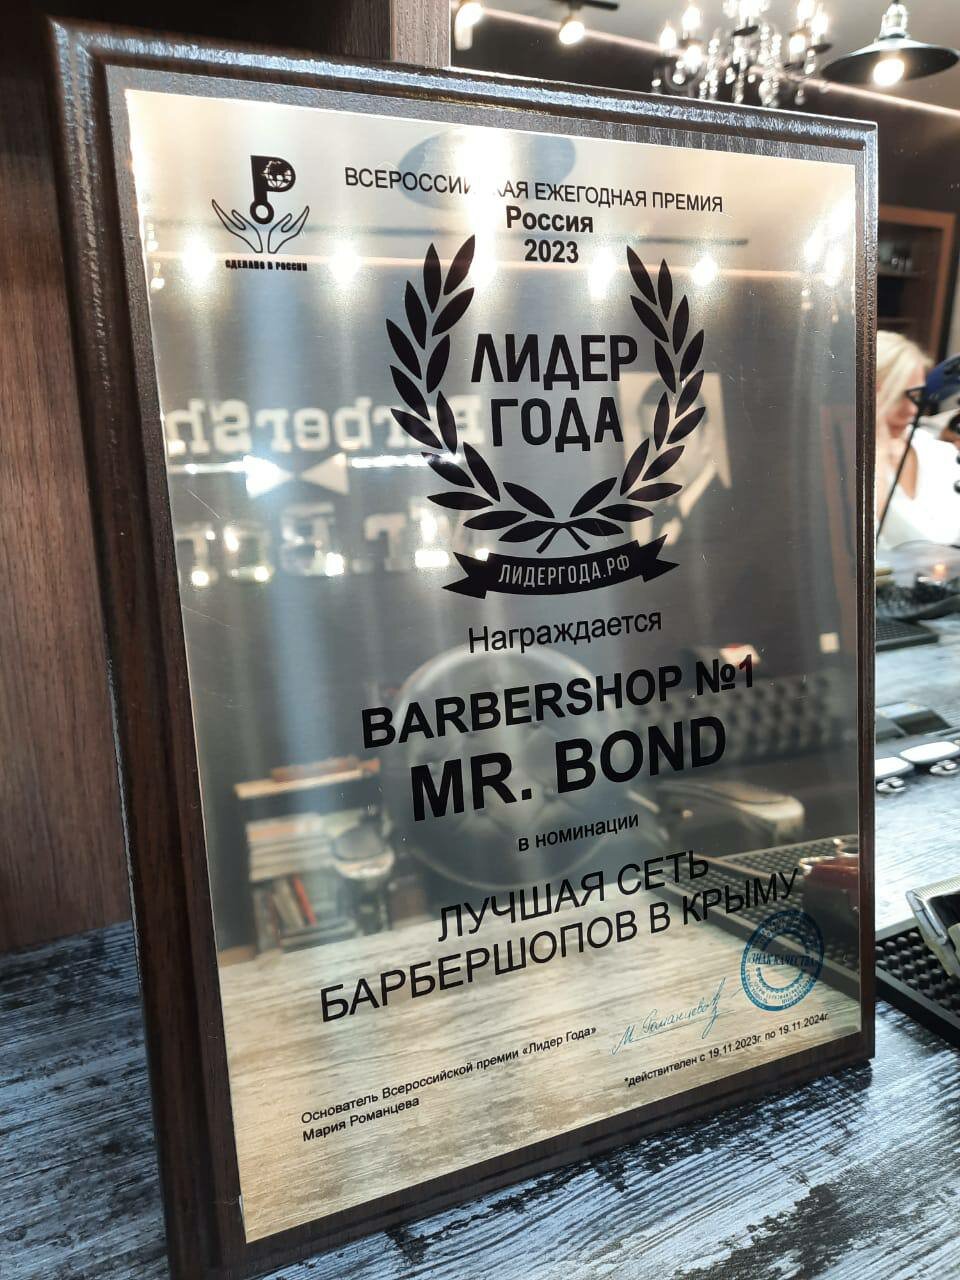 СДЕЛАНО В РОССИИ
ВСЕРОССИЙСКАЯ ЕЖЕГОДНАЯ ПРЕМИЯ
Россия
2023
ЛИДЕР
ГОДА
ЛИДЕРГОДА.РФ
Награждается
BARBERSHOP №1
MR. BOND
в номинации
ЛУЧШАЯ СЕТЬ
БАРБЕРШОПОВ В КРЫМУ
ЗНАК КАЧЕСТВА
М. Романцева
Основатель Всероссийской премии «Лидер Года»
Мария Романцева
*действителен с 19.11.2023г. по 19.11.2024г.